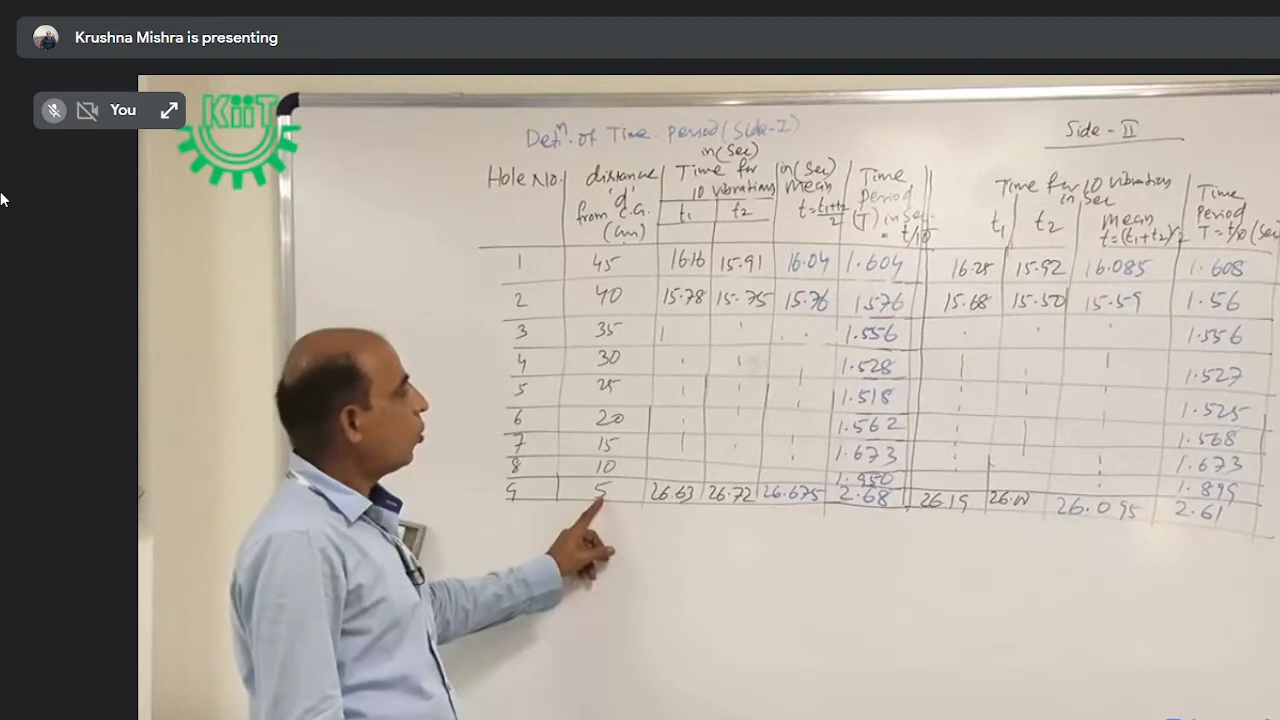 Krushna Mishra is presenting
You
KiiT
Defn. of Time Period (Side-I)
Side - II
Hole No.
distance 'd' from C.G. (cm)
Time for 10 vibrations in (Sec)
t1 t2
in (Sec) mean t = t1+t2/2
Time Period (T) in Sec. = t/10
Time for 10 vibrations in Sec
t1 t2
mean t = (t1+t2)/2
Time Period T = t/10 (sec
1 45 16.16 15.91 16.04 1.604 16.25 15.92 16.085 1.608
2 40 15.78 15.75 15.76 1.576 15.68 15.50 15.59 1.56
3 35 1.556 1.556
4 30 1.528 1.527
5 25 1.518 1.525
6 20 1.562 1.568
7 15 1.673 1.673
8 10 1.950 1.899
9 5 26.63 26.72 26.675 2.68 26.19 26.095 2.61